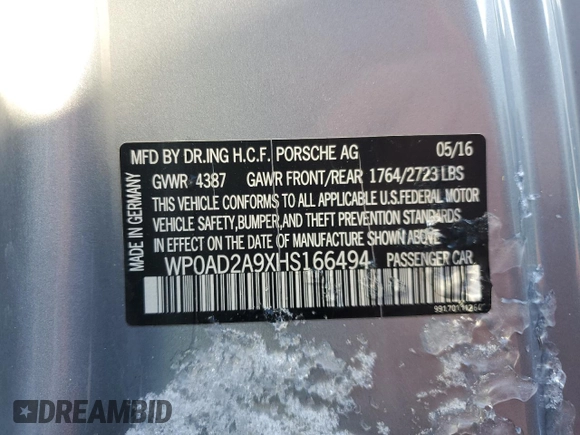 MFD BY DR.ING H.C.F. PORSCHE AG 05/16
GVWR 4387 GAWR FRONT/REAR 1764/2723 LBS
THIS VEHICLE CONFORMS TO ALL APPLICABLE U.S.FEDERAL MOTOR
VEHICLE SAFETY,BUMPER,AND THEFT PREVENTION STANDARDS
IN EFFECT ON THE DATE OF MANUFACTURE SHOWN ABOVE
WP0AD2A9XHS166494 PASSENGER CAR
MADE IN GERMANY
DREAMBID